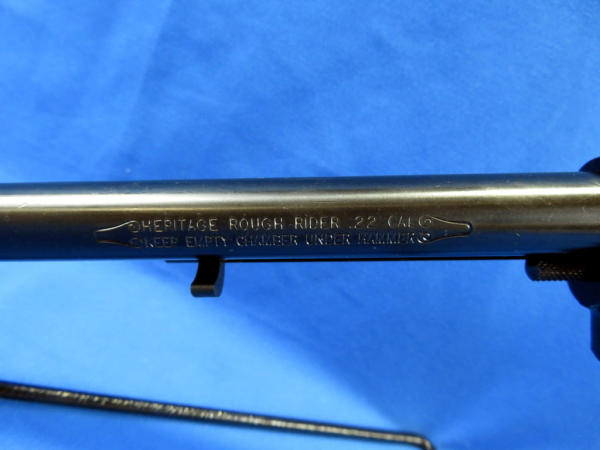 HERITAGE ROUGH RIDER .22 CAL
KEEP EMPTY CHAMBER UNDER HAMMER